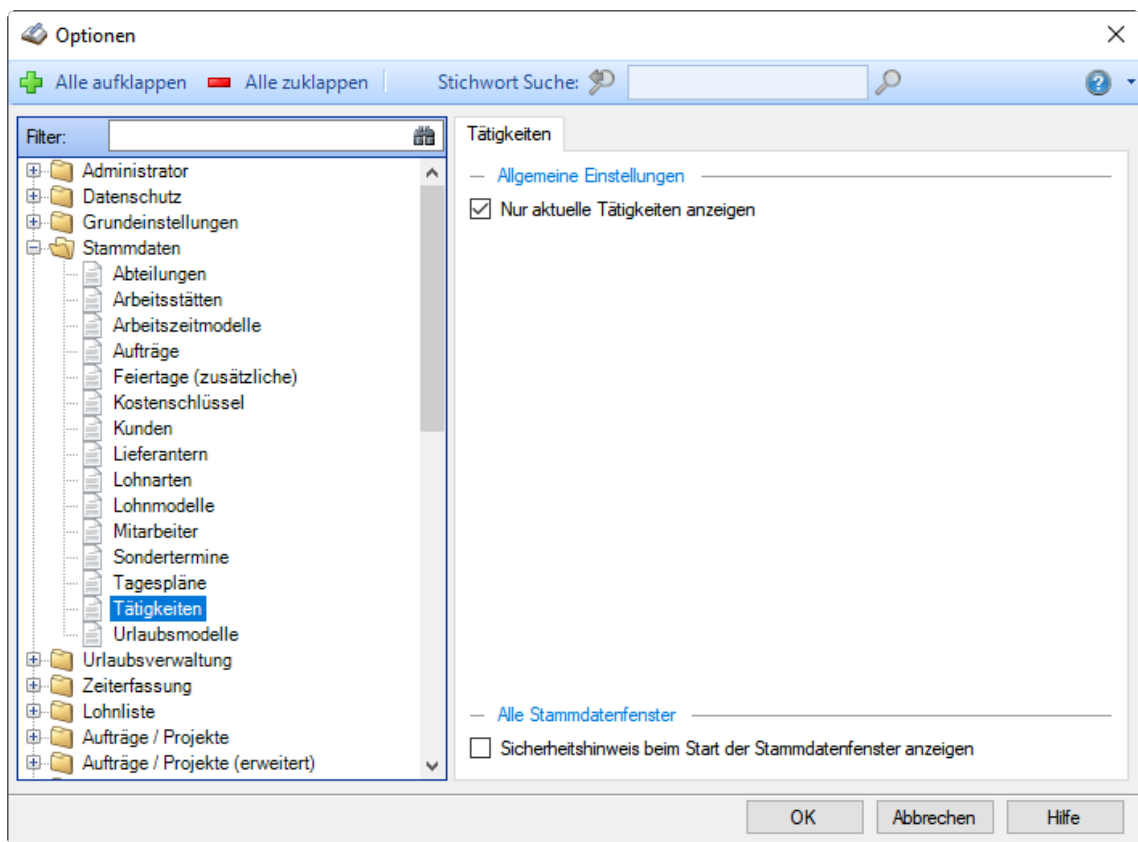 Optionen
Alle aufklappen Alle zuklappen Stichwort Suche:
Filter:
Administrator
Datenschutz
Grundeinstellungen
Stammdaten
Abteilungen
Arbeitsstätten
Arbeitszeitmodelle
Aufträge
Feiertage (zusätzliche)
Kostenschlüssel
Kunden
Lieferantern
Lohnarten
Lohnmodelle
Mitarbeiter
Sondertermine
Tagespläne
Tätigkeiten
Urlaubsmodelle
Urlaubsverwaltung
Zeiterfassung
Lohnliste
Aufträge / Projekte
Aufträge / Projekte (erweitert)
Tätigkeiten
Allgemeine Einstellungen
Nur aktuelle Tätigkeiten anzeigen
Alle Stammdatenfenster
Sicherheitshinweis beim Start der Stammdatenfenster anzeigen
OK Abbrechen Hilfe